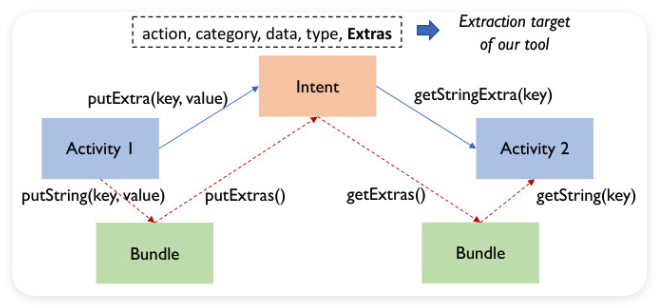 action, category, data, type, Extras
Extraction target
of our tool
Intent
putExtra(key, value)
getStringExtra(key)
Activity 1
Activity 2
putString(key, value)
putExtras()
getExtras()
getString(key)
Bundle
Bundle